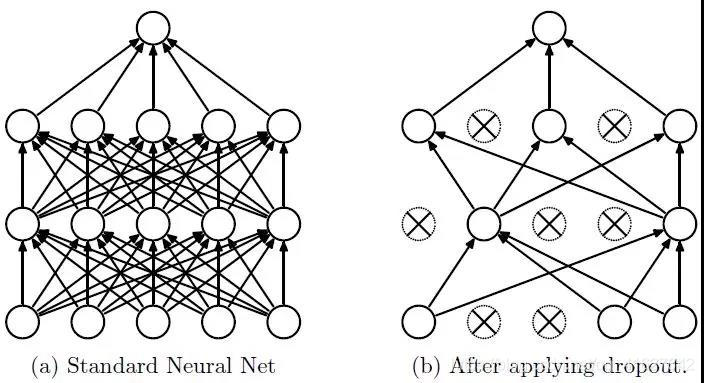 (a) Standard Neural Net
(b) After applying dropout.